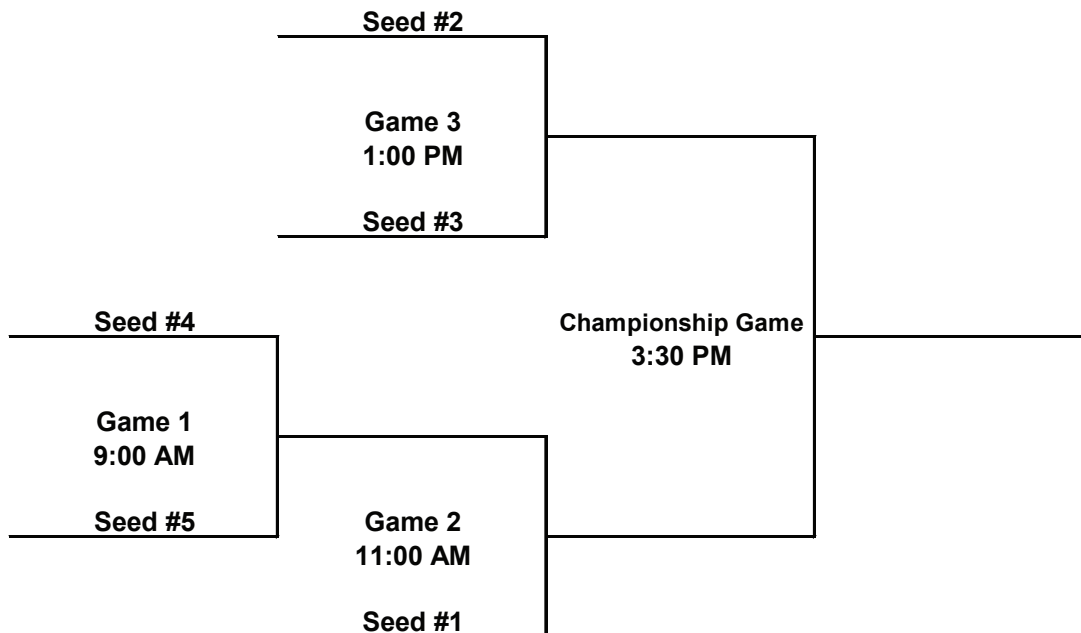 Seed #2
Game 3
1:00 PM
Seed #3
Seed #4
Championship Game
3:30 PM
Game 1
9:00 AM
Seed #5
Game 2
11:00 AM
Seed #1